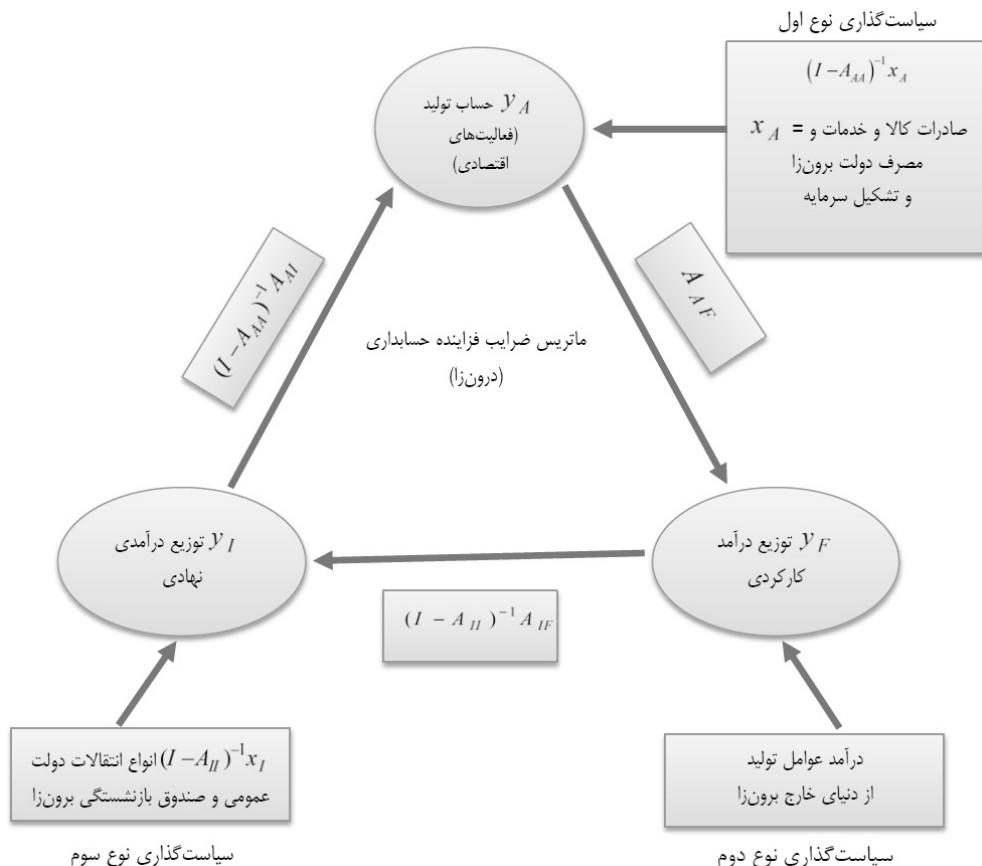 سیاست‌گذاری نوع اول
(I−A_{AA})^{-1} x_A
x_A = صادرات کالا و خدمات و
مصرف دولت برون‌زا
و تشکیل سرمایه
y_A حساب تولید
(فعالیت‌های
اقتصادی)
A_{AF}
(I−A_{AA})^{-1} A_{AI}
ماتریس ضرایب فزاینده حسابداری
(درون‌زا)
y_F توزیع درآمد
کارکردی
(I − A_{II})^{-1} A_{IF}
y_I توزیع درآمدی
نهادی
درآمد عوامل تولید
از دنیای خارج برون‌زا
سیاست‌گذاری نوع دوم
(I−A_{II})^{-1} x_I انواع انتقالات دولت
عمومی و صندوق بازنشستگی برون‌زا
سیاست‌گذاری نوع سوم